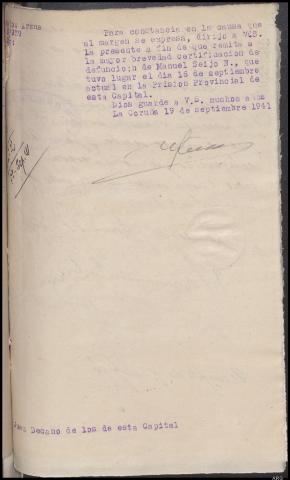 Para constancia en la causa que
al margen se expresa, dirijo a V.S.
la presente a fin de que remita a
la mayor brevedad certificación de
defunción de Manuel Seijo N., que
tuvo lugar el dia 16 de septiembre
actual en la Prisión Provincial de
esta Capital.
Dios guarde a V.S. muchos años
La Coruña 19 de septiembre 1941
Juez Decano de los de esta Capital
ARG